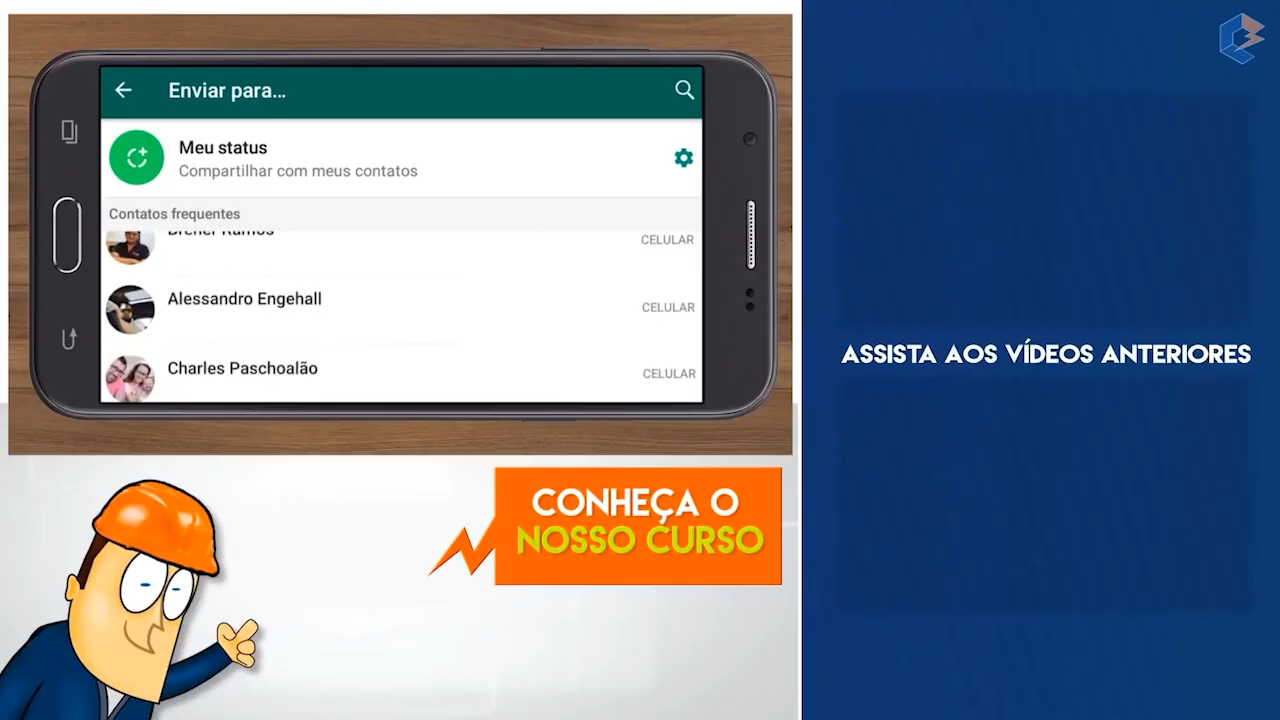 Enviar para...
Meu status
Compartilhar com meus contatos
Contatos frequentes
CELULAR
Alessandro Engehall
CELULAR
Charles Paschoalão
CELULAR
CONHEÇA O
NOSSO CURSO
ASSISTA AOS VÍDEOS ANTERIORES